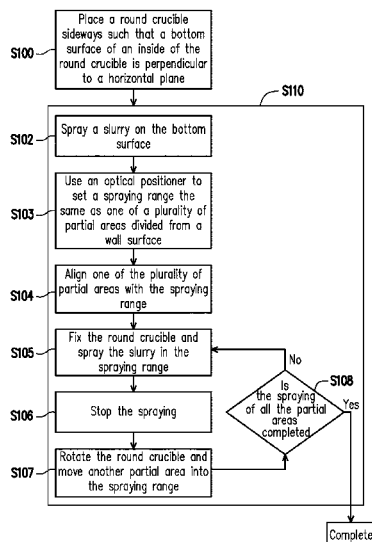 Place a round crucible
sideways such that a bottom
surface of an inside of the
round crucible is perpendicular
to a horizontal plane
S100
S110
Spray a slurry on the bottom
surface
S102
Use an optical positioner to
set a spraying range the
same as one of a plurality of
partial areas divided from a
wall surface
S103
Align one of the plurality of
partial areas with the spraying
range
S104
Fix the round crucible and
spray the slurry in the
spraying range
S105
No
Is
the spraying
of all the partial
areas
completed
S108
Yes
Stop the spraying
S106
Rotate the round crucible and
move another partial area into
the spraying range
S107
Complete